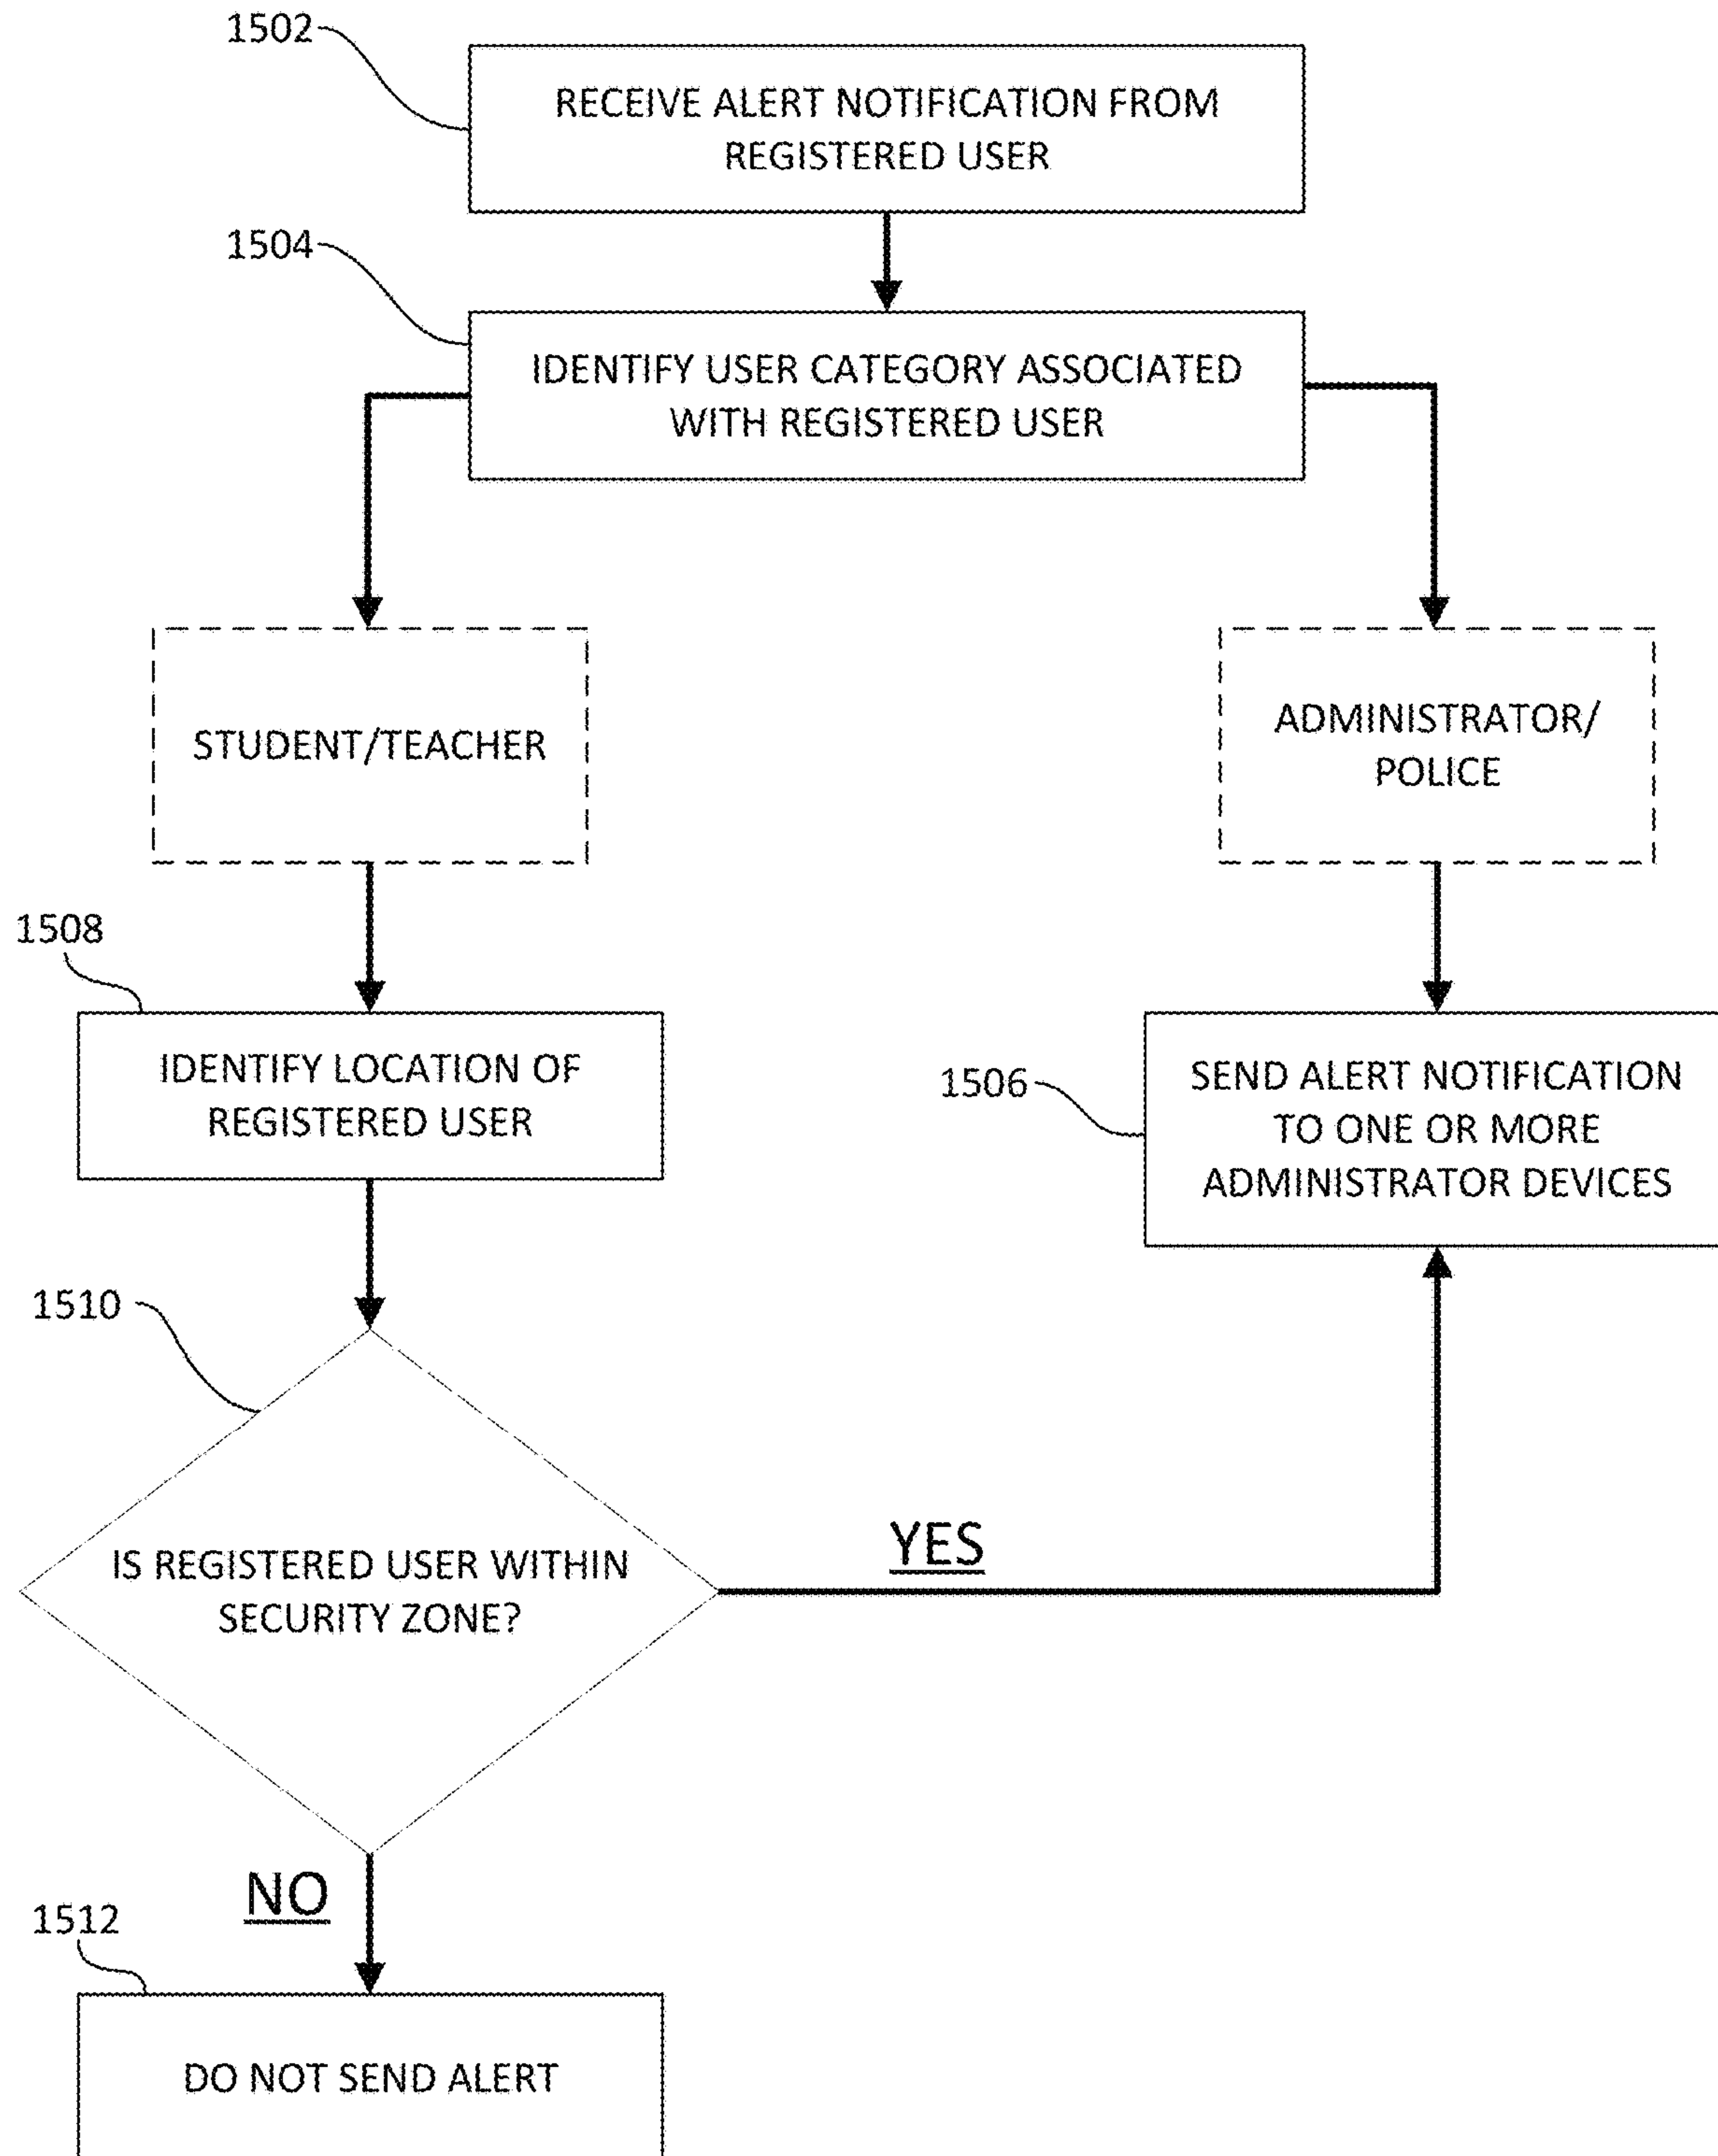 1502
RECEIVE ALERT NOTIFICATION FROM
REGISTERED USER
1504
IDENTIFY USER CATEGORY ASSOCIATED
WITH REGISTERED USER
STUDENT/TEACHER
ADMINISTRATOR/
POLICE
1508
IDENTIFY LOCATION OF
REGISTERED USER
1506
SEND ALERT NOTIFICATION
TO ONE OR MORE
ADMINISTRATOR DEVICES
1510
IS REGISTERED USER WITHIN
SECURITY ZONE?
YES
NO
1512
DO NOT SEND ALERT